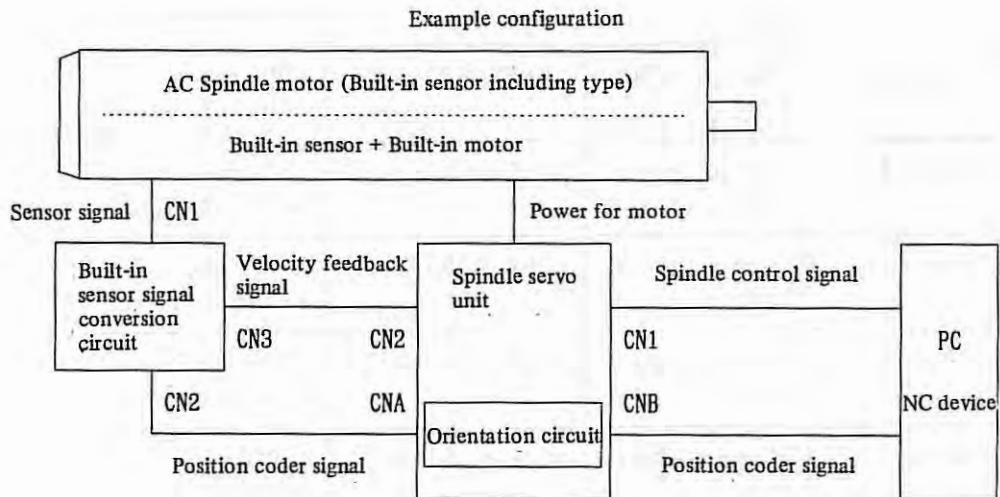 Example configuration
AC Spindle motor (Built-in sensor including type)
Built-in sensor + Built-in motor
Sensor signal
CN1
Power for motor
Built-in
sensor signal
conversion
circuit
Velocity feedback
signal
CN3
CN2
Spindle servo
unit
Spindle control signal
CN1
PC
CN2
CNA
CNB
NC device
Orientation circuit
Position coder signal
Position coder signal